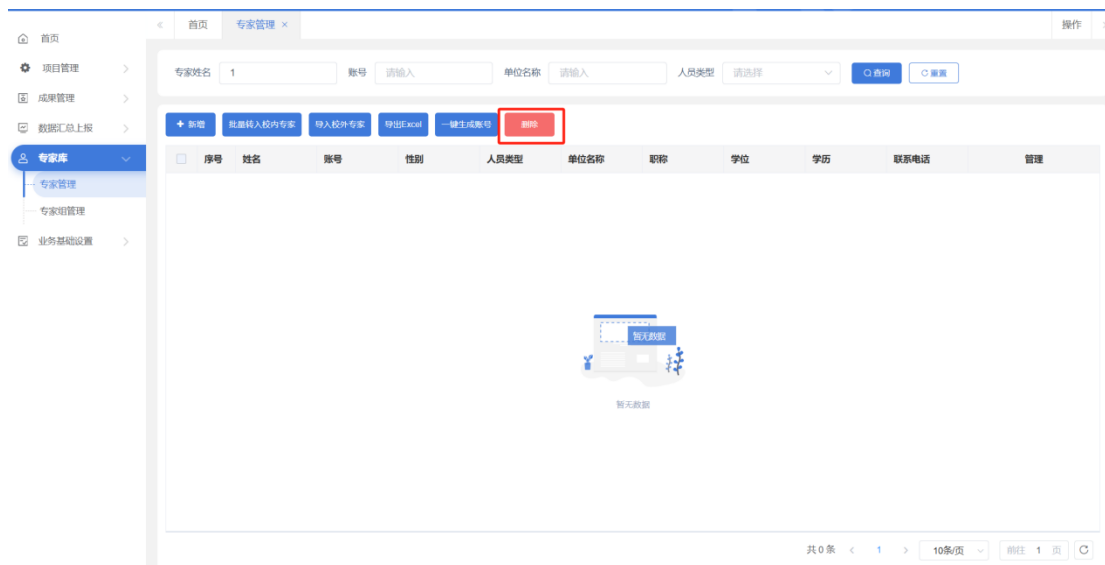 首页
项目管理
成果管理
数据汇总上报
专家库
专家管理
专家组管理
业务基础设置
首页 专家管理 × 操作
专家姓名 1 账号 请输入 单位名称 请输入 人员类型 请选择 查询 重置
+ 新增 批量转入校内专家 导入校外专家 导出Excel 一键生成账号 删除
序号 姓名 账号 性别 人员类型 单位名称 职称 学位 学历 联系电话 管理
暂无数据
暂无数据
共 0 条 < 1 > 10条/页 前往 1 页